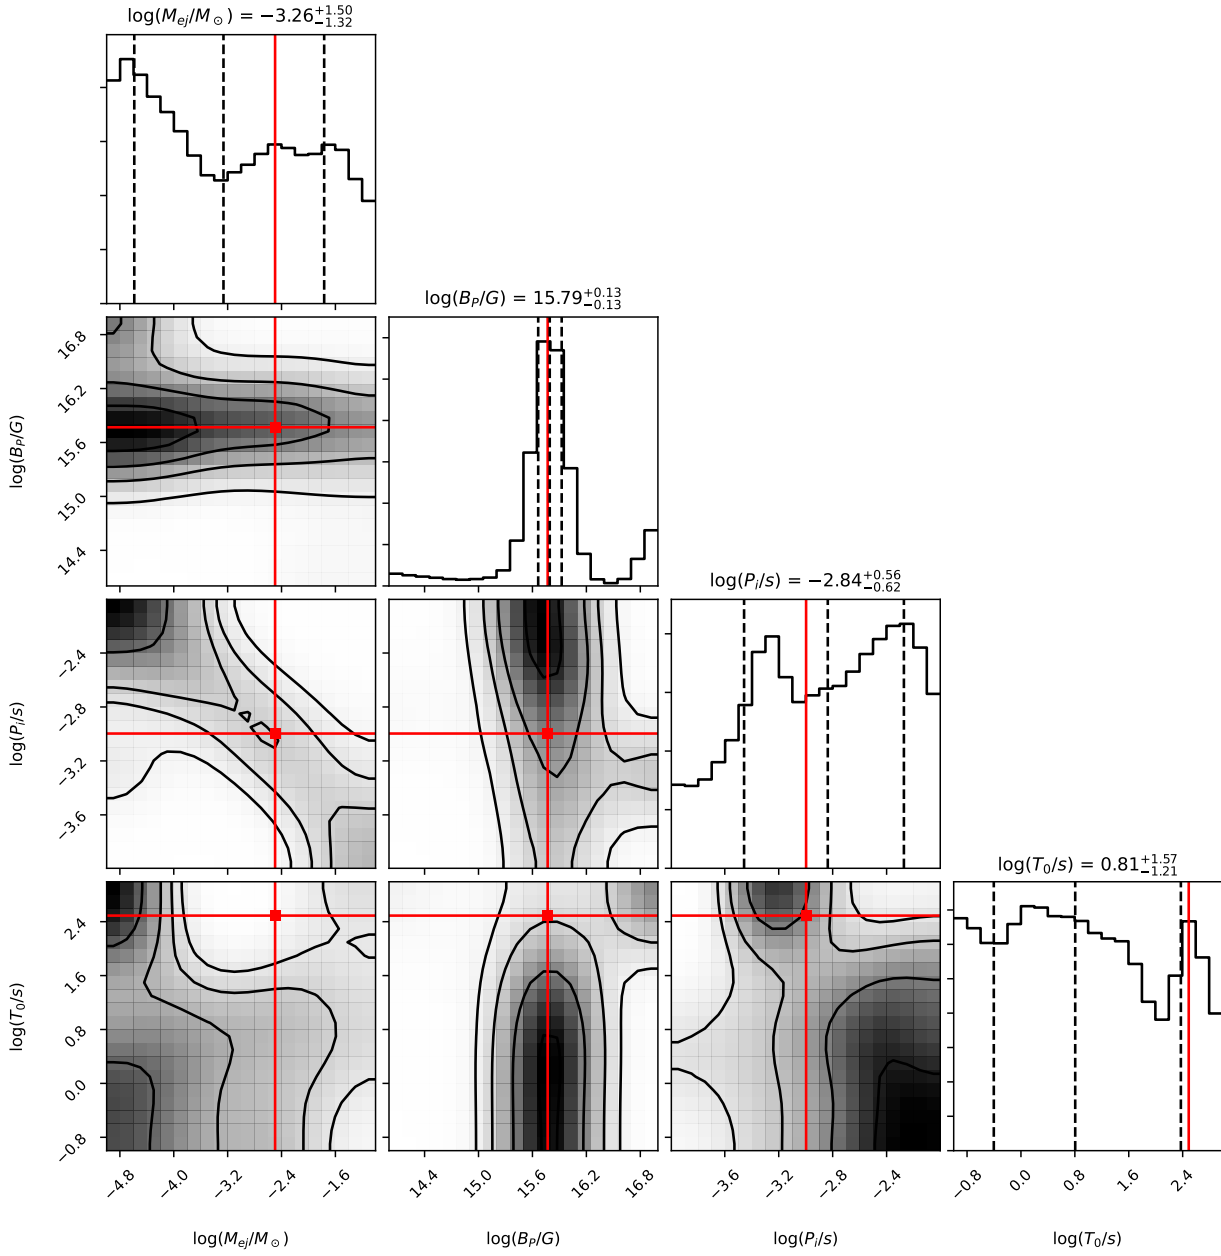 log(M_ej/M_⊙) = −3.26^{+1.50}_{−1.32}
log(B_P/G) = 15.79^{+0.13}_{−0.13}
16.8
16.2
15.6
15.0
14.4
log(B_P/G)
log(P_i/s) = −2.84^{+0.56}_{−0.62}
−2.4
−2.8
−3.2
−3.6
log(P_i/s)
log(T_0/s) = 0.81^{+1.57}_{−1.21}
2.4
1.6
0.8
0.0
−0.8
log(T_0/s)
−4.8 −4.0 −3.2 −2.4 −1.6
14.4 15.0 15.6 16.2 16.8
−3.6 −3.2 −2.8 −2.4
−0.8 0.0 0.8 1.6 2.4
log(M_ej/M_⊙) log(B_P/G) log(P_i/s) log(T_0/s)